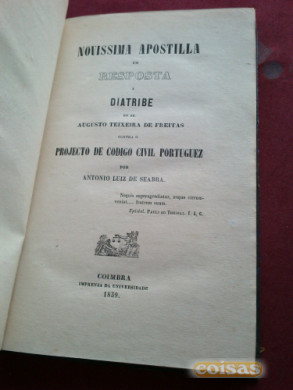 NOVISSIMA APOSTILLA
EM
RESPOSTA
Á
DIATRIBE
DO SR.
AUGUSTO TEIXEIRA DE FREITAS
CONTRA O
PROJECTO DE CODIGO CIVIL PORTUGUEZ
POR
ANTONIO LUIZ DE SEABRA.
COIMBRA
IMPRENSA DA UNIVERSIDADE
1859.
coisas